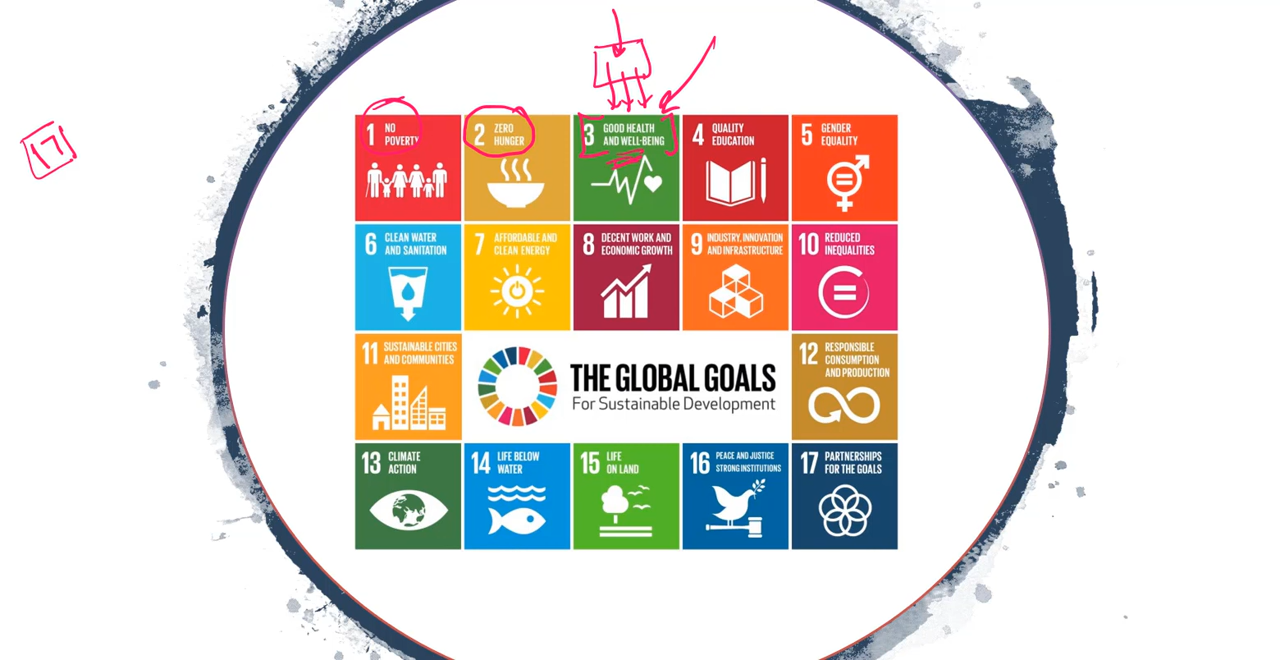 17
1 NO
POVERTY
2 ZERO
HUNGER
3 GOOD HEALTH
AND WELL-BEING
4 QUALITY
EDUCATION
5 GENDER
EQUALITY
6 CLEAN WATER
AND SANITATION
7 AFFORDABLE AND
CLEAN ENERGY
8 DECENT WORK AND
ECONOMIC GROWTH
9 INDUSTRY, INNOVATION
AND INFRASTRUCTURE
10 REDUCED
INEQUALITIES
11 SUSTAINABLE CITIES
AND COMMUNITIES
THE GLOBAL GOALS
For Sustainable Development
12 RESPONSIBLE
CONSUMPTION
AND PRODUCTION
13 CLIMATE
ACTION
14 LIFE BELOW
WATER
15 LIFE
ON LAND
16 PEACE AND JUSTICE
STRONG INSTITUTIONS
17 PARTNERSHIPS
FOR THE GOALS